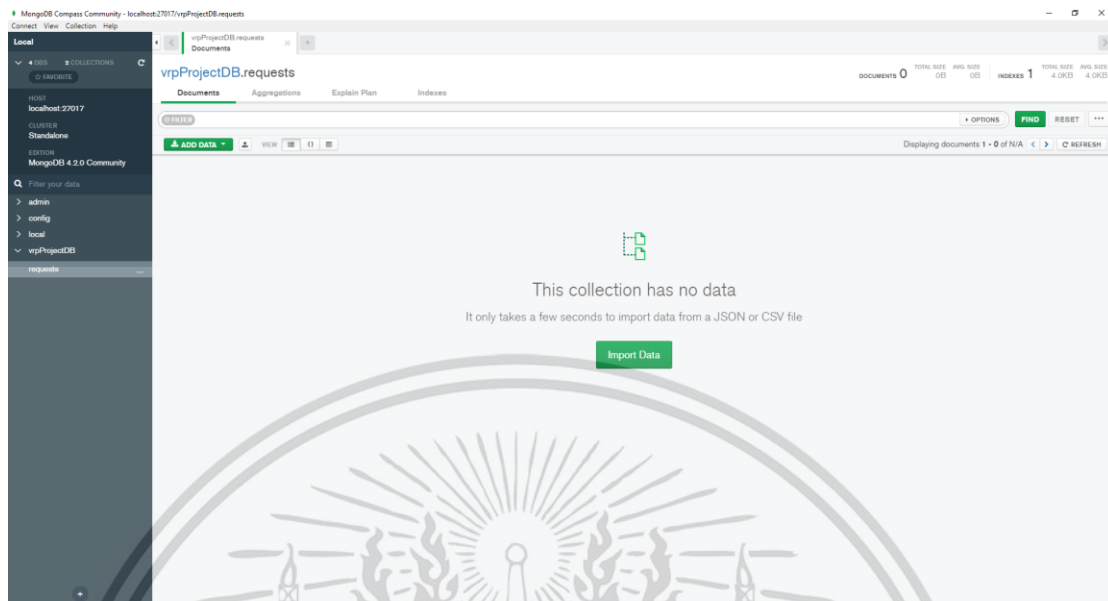 MongoDB Compass Community - localhost:27017/vrpProjectDB.requests
Connect View Collection Help
Local
vrpProjectDB.requests
Documents
4 DBS 2 COLLECTIONS
FAVORITE
HOST
localhost:27017
CLUSTER
Standalone
EDITION
MongoDB 4.2.0 Community
Filter your data
admin
config
local
vrpProjectDB
requests
vrpProjectDB.requests
DOCUMENTS 0 TOTAL SIZE 0B AVG. SIZE 0B INDEXES 1 TOTAL SIZE 4.0KB AVG. SIZE 4.0KB
Documents Aggregations Explain Plan Indexes
FILTER OPTIONS FIND RESET ...
ADD DATA VIEW {} Displaying documents 1 - 0 of N/A < > REFRESH
This collection has no data
It only takes a few seconds to import data from a JSON or CSV file
Import Data